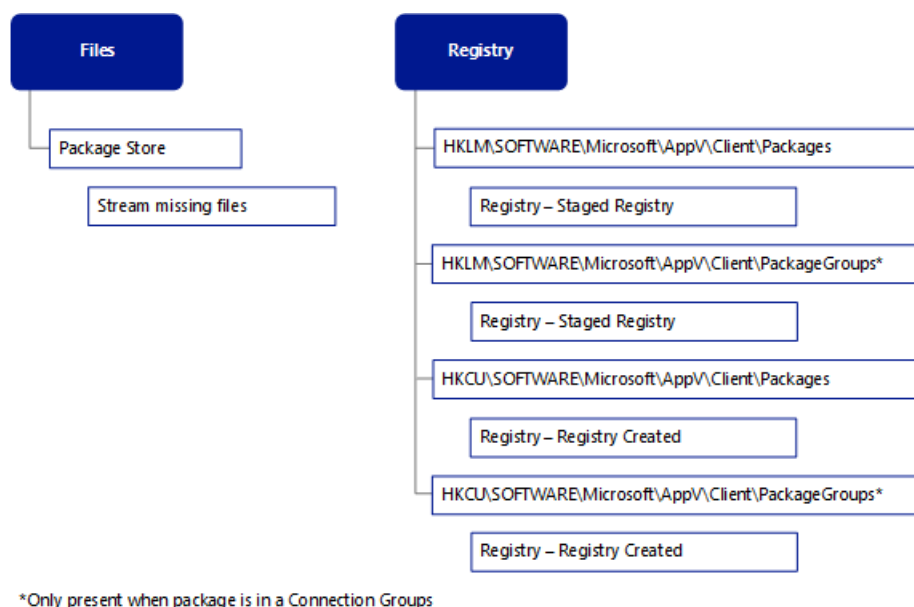 Files
Package Store
Stream missing files
Registry
HKLM\SOFTWARE\Microsoft\AppV\Client\Packages
Registry – Staged Registry
HKLM\SOFTWARE\Microsoft\AppV\Client\PackageGroups*
Registry – Staged Registry
HKCU\SOFTWARE\Microsoft\AppV\Client\Packages
Registry – Registry Created
HKCU\SOFTWARE\Microsoft\AppV\Client\PackageGroups*
Registry – Registry Created
*Only present when package is in a Connection Groups